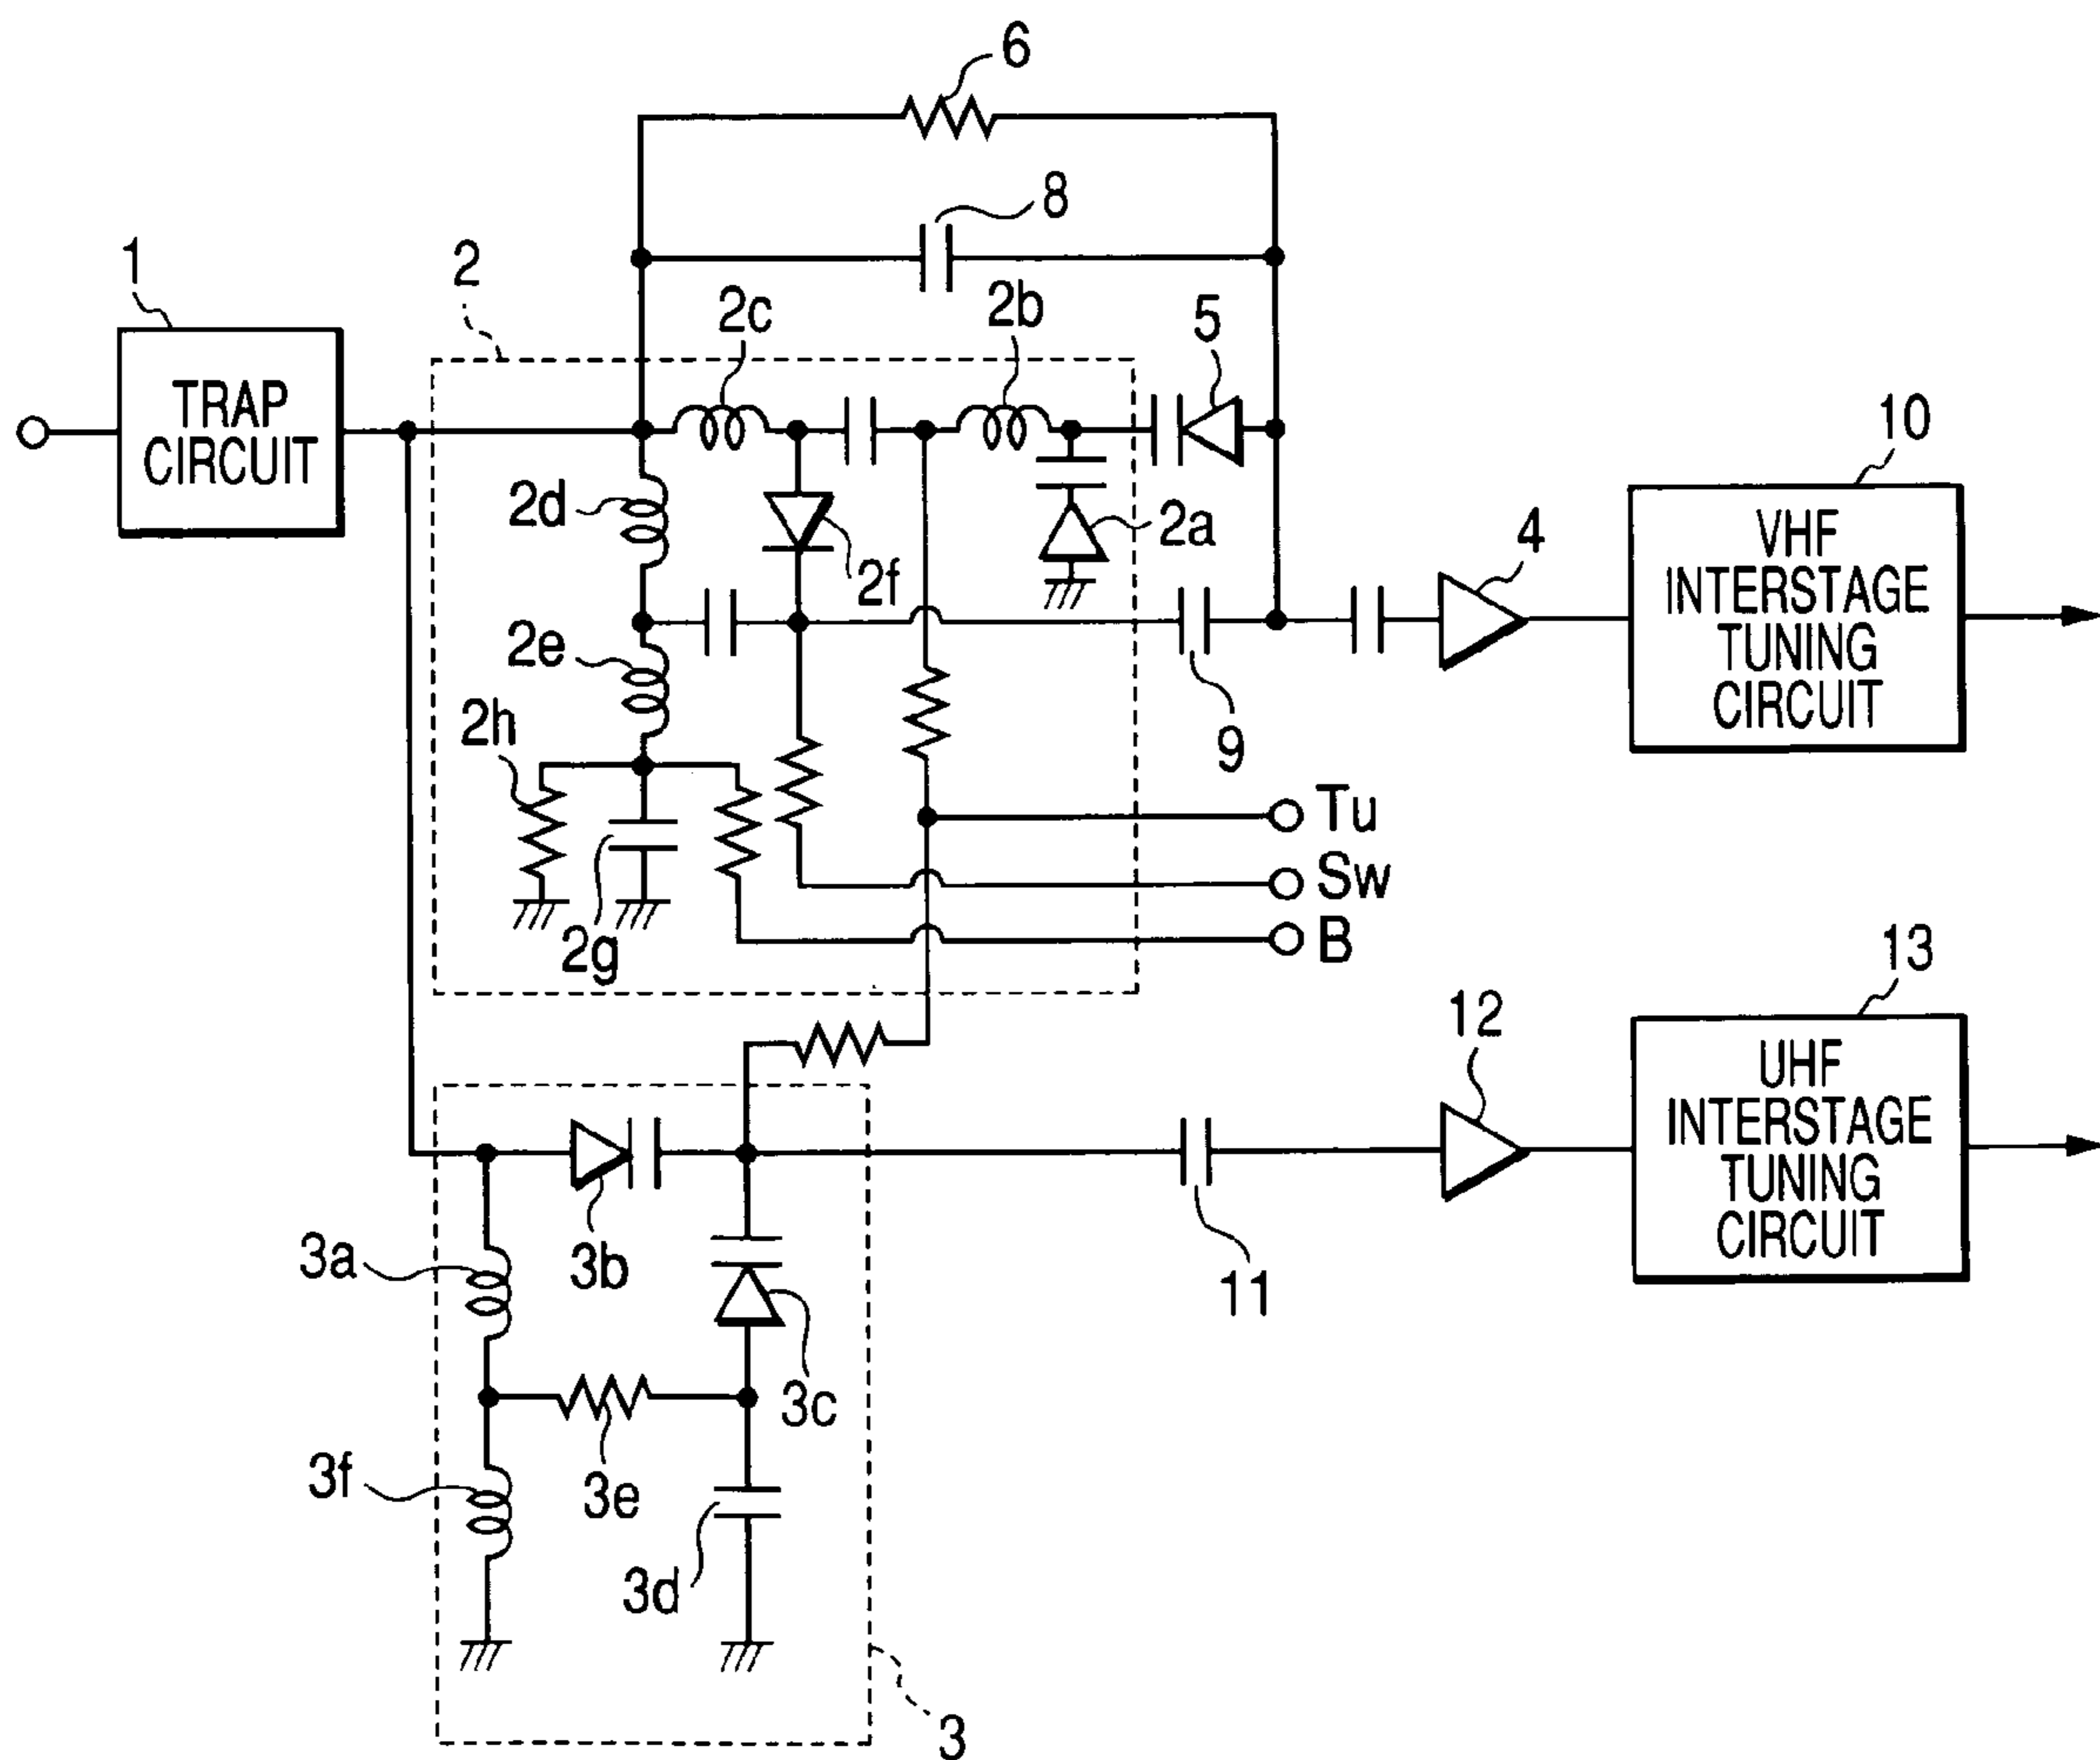 6
8
1
2
2c
2b
5
10
TRAP
CIRCUIT
2d
2a
4
VHF
INTERSTAGE
TUNING
CIRCUIT
2f
2e
2h
9
Tu
Sw
B
2g
13
12
UHF
INTERSTAGE
TUNING
CIRCUIT
3a
3b
11
3c
3f
3e
3d
3